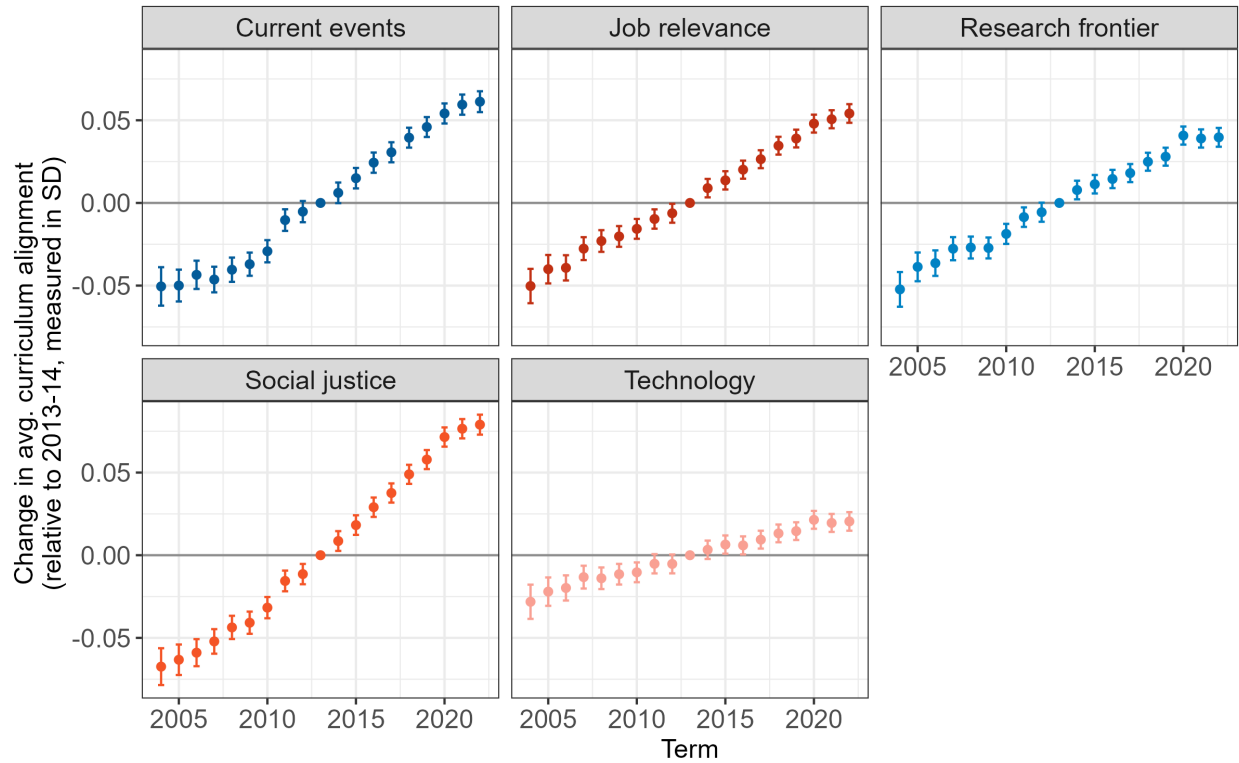 Current events
Job relevance
Research frontier
Change in avg. curriculum alignment
(relative to 2013-14, measured in SD)
0.05
0.00
-0.05
2005 2010 2015 2020
Social justice
Technology
0.05
0.00
-0.05
2005 2010 2015 2020
2005 2010 2015 2020
Term